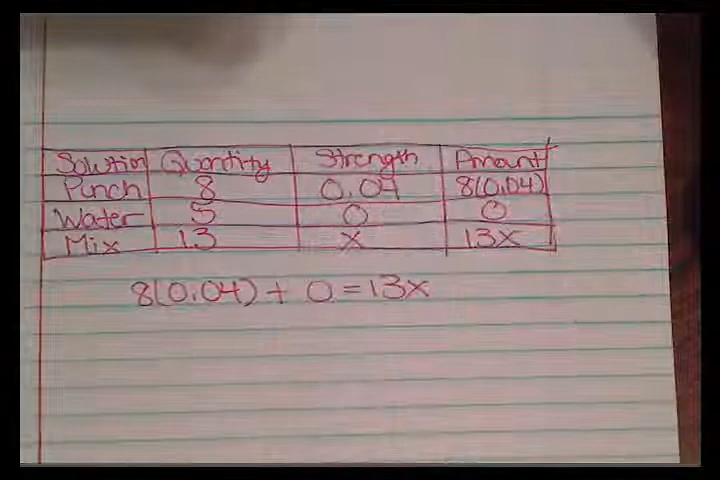 Solution Quantity Strength Amount
Punch 8 0.04 8(0.04)
Water 5 0 0
Mix 13 x 13x
8(0.04) + 0 = 13x